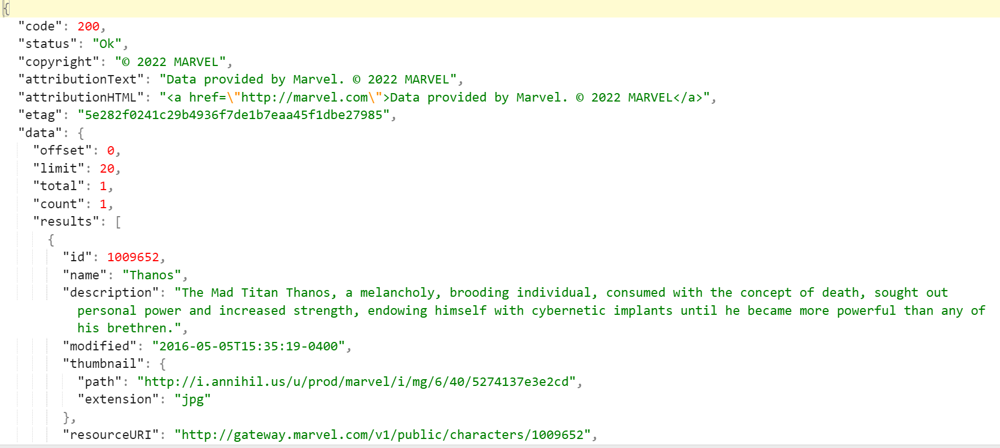 {
"code": 200,
"status": "Ok",
"copyright": "© 2022 MARVEL",
"attributionText": "Data provided by Marvel. © 2022 MARVEL",
"attributionHTML": "<a href=\"http://marvel.com\">Data provided by Marvel. © 2022 MARVEL</a>",
"etag": "5e282f0241c29b4936f7de1b7eaa45f1dbe27985",
"data": {
"offset": 0,
"limit": 20,
"total": 1,
"count": 1,
"results": [
{
"id": 1009652,
"name": "Thanos",
"description": "The Mad Titan Thanos, a melancholy, brooding individual, consumed with the concept of death, sought out
personal power and increased strength, endowing himself with cybernetic implants until he became more powerful than any of
his brethren.",
"modified": "2016-05-05T15:35:19-0400",
"thumbnail": {
"path": "http://i.annihil.us/u/prod/marvel/i/mg/6/40/5274137e3e2cd",
"extension": "jpg"
},
"resourceURI": "http://gateway.marvel.com/v1/public/characters/1009652",